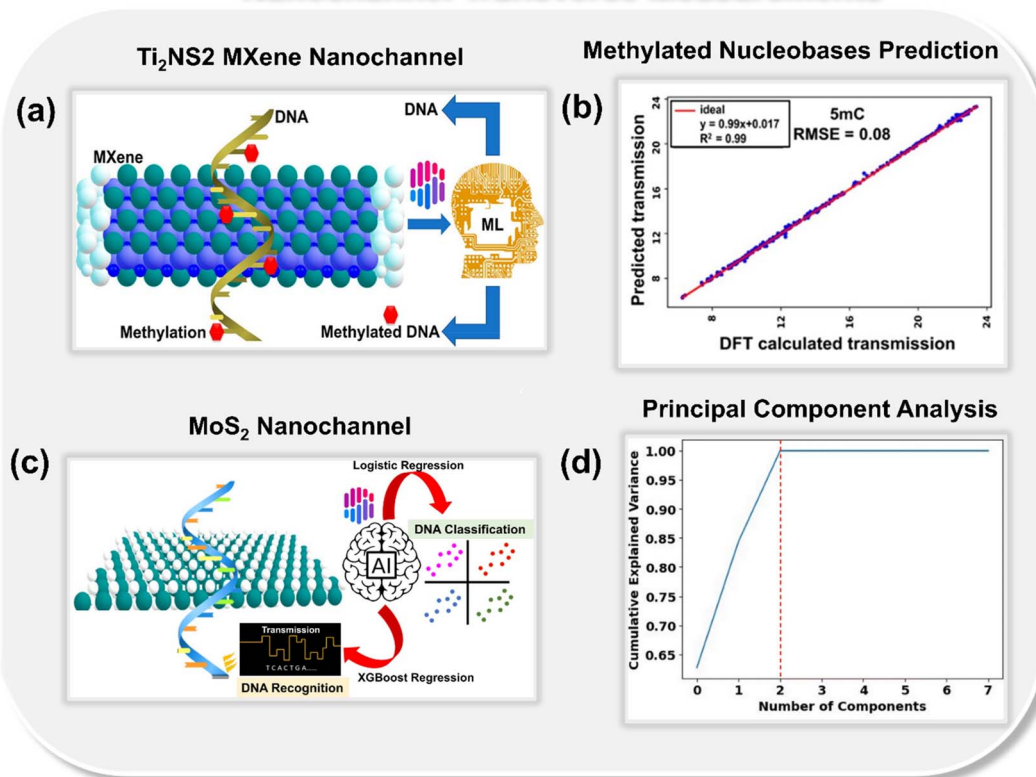 Ti₂NS2 MXene Nanochannel
(a)
DNA
DNA
MXene
ML
Methylation
Methylated DNA
Methylated Nucleobases Prediction
(b)
ideal
y = 0.99x+0.017
R² = 0.99
5mC
RMSE = 0.08
Predicted transmission
24
20
16
12
8
8
12
16
20
24
DFT calculated transmission
MoS₂ Nanochannel
(c)
Logistic Regression
DNA Classification
AI
Transmission
TCACTGA.....
DNA Recognition
XGBoost Regression
Principal Component Analysis
(d)
Cumulative Explained Variance
1.00
0.95
0.90
0.85
0.80
0.75
0.70
0.65
0 1 2 3 4 5 6 7
Number of Components